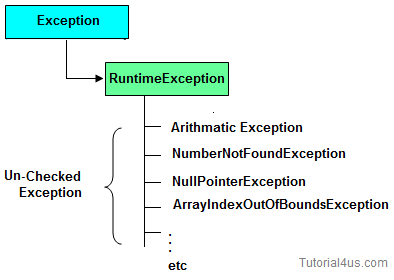 Exception
RuntimeException
Arithmatic Exception
NumberNotFoundException
Un-Checked
Exception
NullPointerException
ArrayIndexOutOfBoundsException
etc
Tutorial4us.com